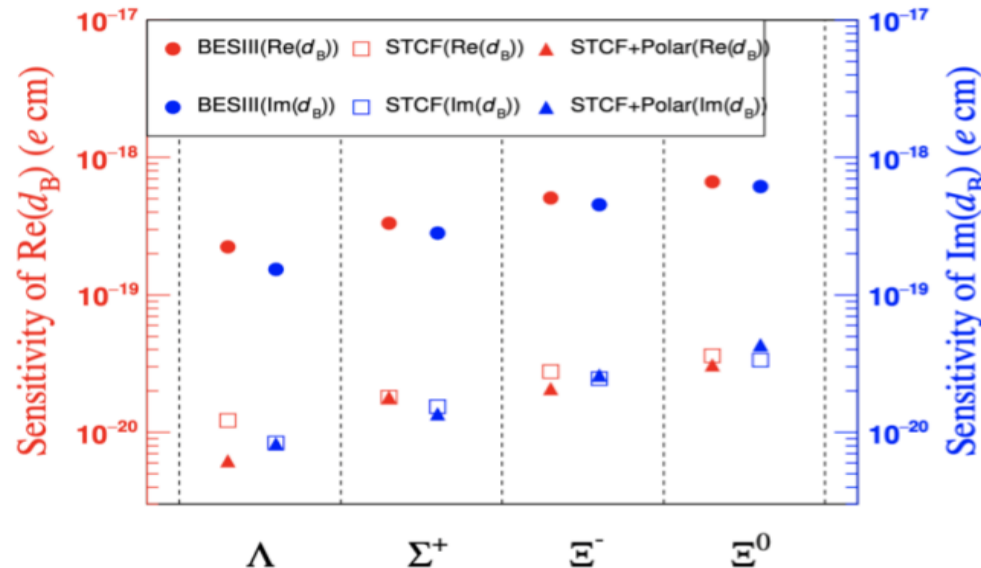 Sensitivity of Re(d_B) (e cm)
10⁻¹⁷
10⁻¹⁸
10⁻¹⁹
10⁻²⁰
BESIII(Re(d_B)) STCF(Re(d_B)) STCF+Polar(Re(d_B))
BESIII(Im(d_B)) STCF(Im(d_B)) STCF+Polar(Im(d_B))
10⁻¹⁷
10⁻¹⁸
10⁻¹⁹
10⁻²⁰
Sensitivity of Im(d_B) (e cm)
Λ Σ⁺ Ξ⁻ Ξ⁰